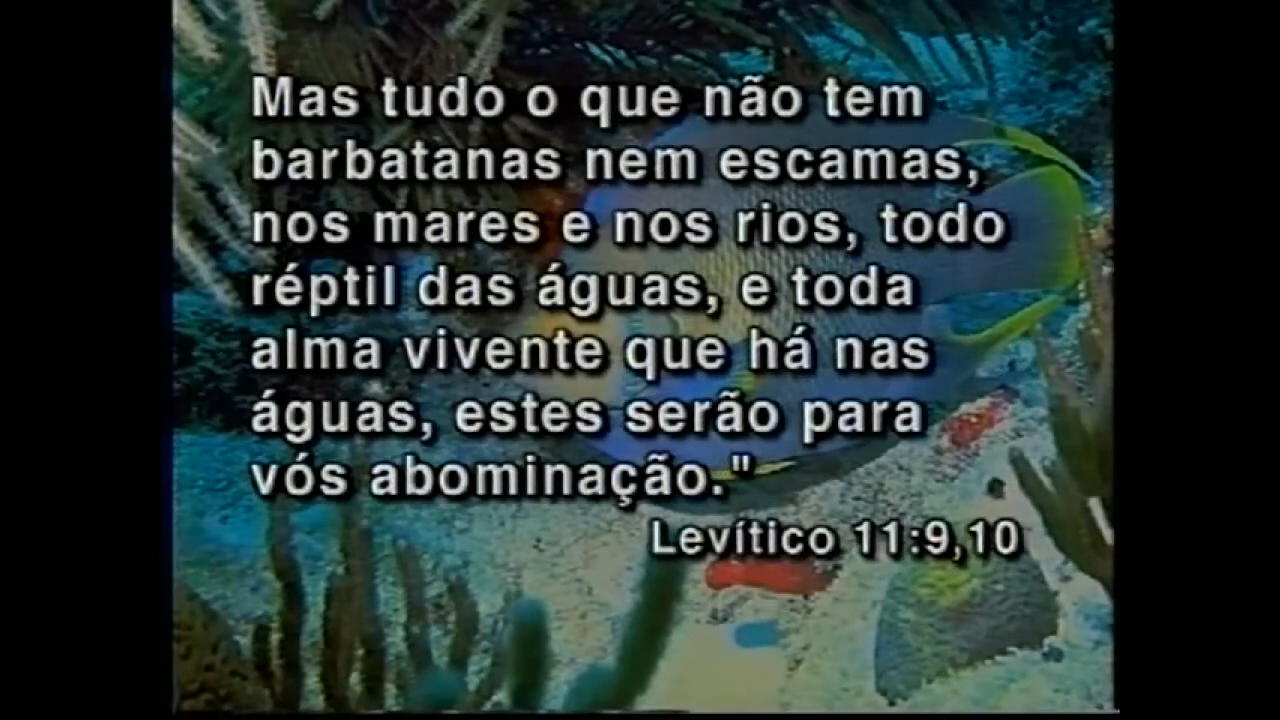 Mas tudo o que não tem
barbatanas nem escamas,
nos mares e nos rios, todo
réptil das águas, e toda
alma vivente que há nas
águas, estes serão para
vós abominação."
Levítico 11:9,10